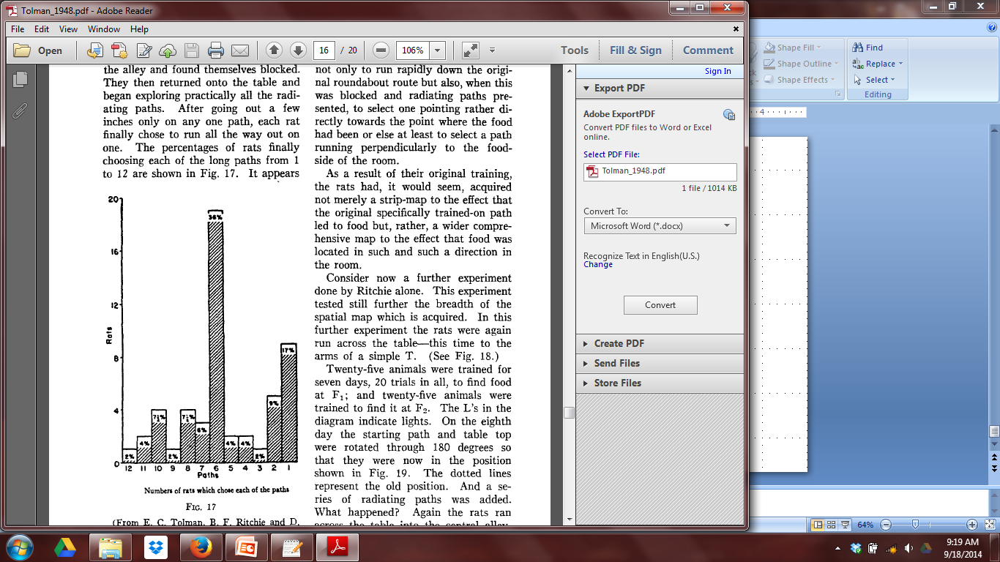 Tolman_1948.pdf - Adobe Reader
File Edit View Window Help
Open 16 / 20 106% Tools Fill & Sign Comment
the alley and found themselves blocked.
They then returned onto the table and
began exploring practically all the radi-
ating paths. After going out a few
inches only on any one path, each rat
finally chose to run all the way out on
one. The percentages of rats finally
choosing each of the long paths from 1
to 12 are shown in Fig. 17. It appears
20
16
12
8
4
0
Rats
2% 4% 7½% 2% 7½% 6% 36% 4% 4% 2% 9% 17%
12 11 10 9 8 7 6 5 4 3 2 1
Paths
Numbers of rats which chose each of the paths
FIG. 17
(From E. C. Tolman, B. F. Ritchie and D.
not only to run rapidly down the origi-
nal roundabout route but also, when this
was blocked and radiating paths pre-
sented, to select one pointing rather di-
rectly towards the point where the food
had been or else at least to select a path
running perpendicularly to the food-
side of the room.
As a result of their original training,
the rats had, it would seem, acquired
not merely a strip-map to the effect that
the original specifically trained-on path
led to food but, rather, a wider compre-
hensive map to the effect that food was
located in such and such a direction in
the room.
Consider now a further experiment
done by Ritchie alone. This experiment
tested still further the breadth of the
spatial map which is acquired. In this
further experiment the rats were again
run across the table—this time to the
arms of a simple T. (See Fig. 18.)
Twenty-five animals were trained for
seven days, 20 trials in all, to find food
at F₁; and twenty-five animals were
trained to find it at F₂. The L's in the
diagram indicate lights. On the eighth
day the starting path and table top
were rotated through 180 degrees so
that they were now in the position
shown in Fig. 19. The dotted lines
represent the old position. And a se-
ries of radiating paths was added.
What happened? Again the rats ran
across the table into the central alley.
Sign In
Export PDF
Adobe ExportPDF
Convert PDF files to Word or Excel
online.
Select PDF File:
Tolman_1948.pdf
1 file / 1014 KB
Convert To:
Microsoft Word (*.docx)
Recognize Text in English(U.S.)
Change
Convert
Create PDF
Send Files
Store Files
Shape Fill
Shape Outline
Shape Effects
Find
Replace
Select
Editing
4
64%
9:19 AM
9/18/2014